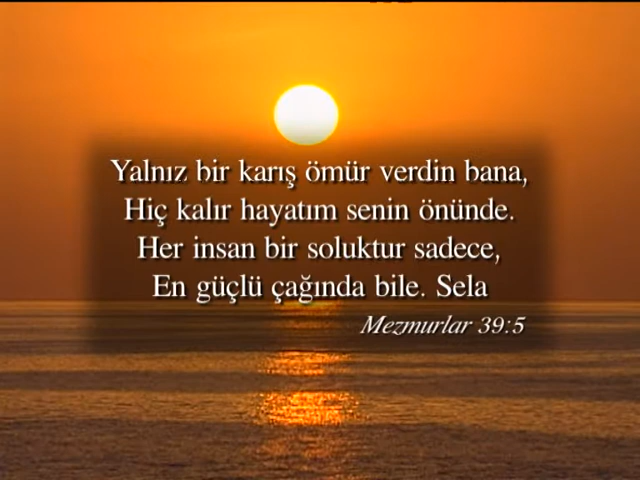 Yalnız bir karış ömür verdin bana,
Hiç kalır hayatım senin önünde.
Her insan bir soluktur sadece,
En güçlü çağında bile. Sela
Mezmurlar 39:5